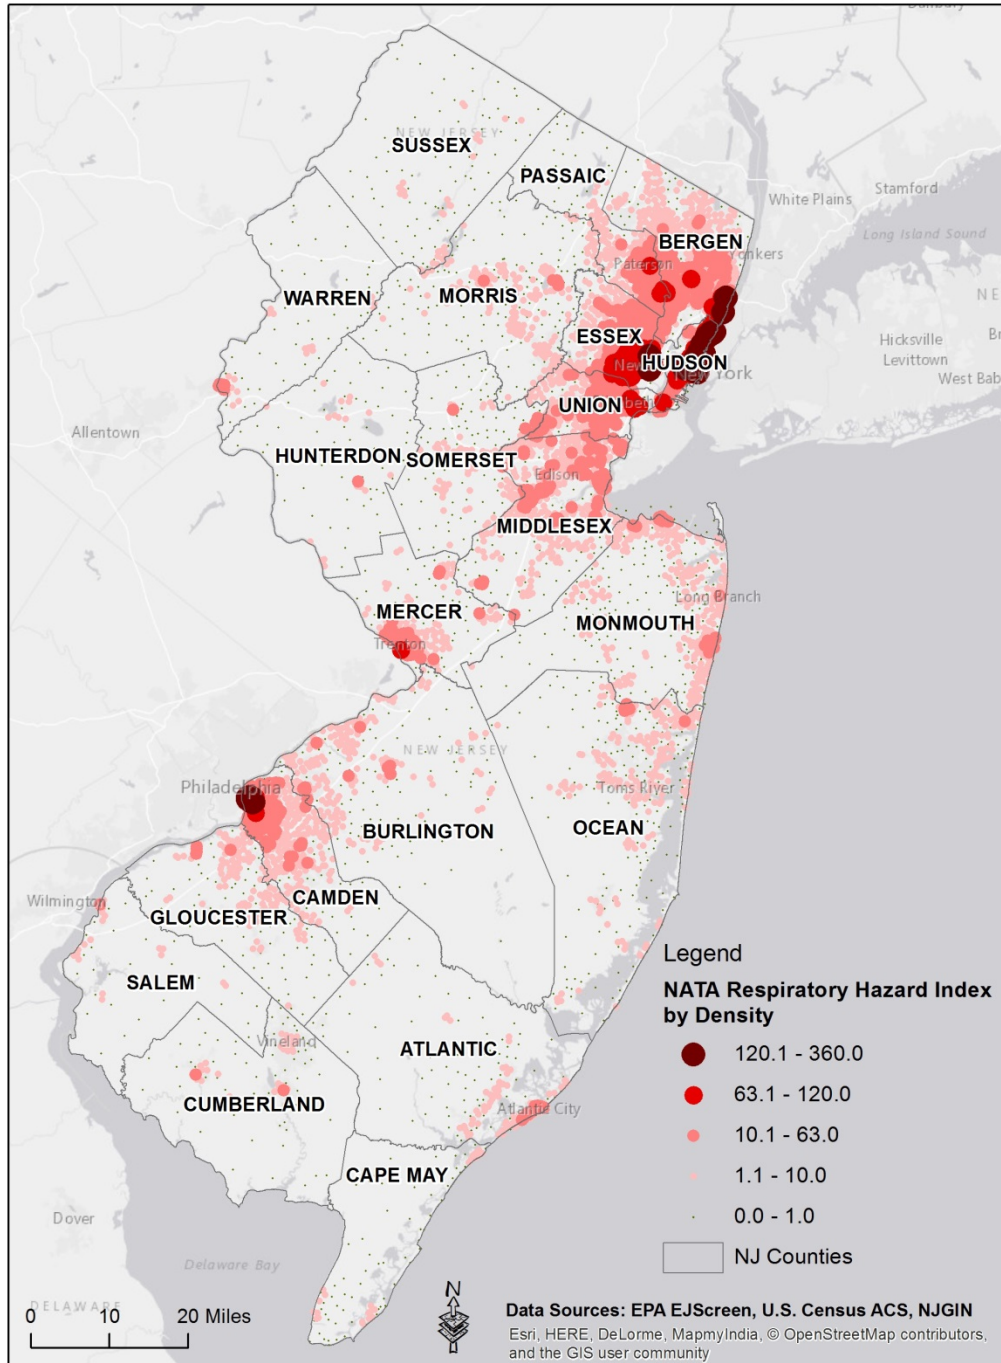 Danbury
NEW JERSEY
SUSSEX
PASSAIC
Stamford
White Plains
Long Island Sound
BERGEN
Yonkers
Paterson
WARREN
MORRIS
ESSEX
Hicksville
Levittown
HUDSON
New York
West Bab
UNION
Allentown
HUNTERDON
SOMERSET
Edison
MIDDLESEX
MERCER
Trenton
Long Branch
MONMOUTH
NEW JERSEY
Philadelphia
Toms River
BURLINGTON
OCEAN
Wilmington
CAMDEN
GLOUCESTER
SALEM
Vineland
ATLANTIC
CUMBERLAND
Atlantic City
CAPE MAY
Dover
Delaware Bay
DELAWARE
Legend
NATA Respiratory Hazard Index
by Density
120.1 - 360.0
63.1 - 120.0
10.1 - 63.0
1.1 - 10.0
0.0 - 1.0
NJ Counties
0 10 20 Miles
N
Data Sources: EPA EJScreen, U.S. Census ACS, NJGIN
Esri, HERE, DeLorme, MapmyIndia, © OpenStreetMap contributors,
and the GIS user community